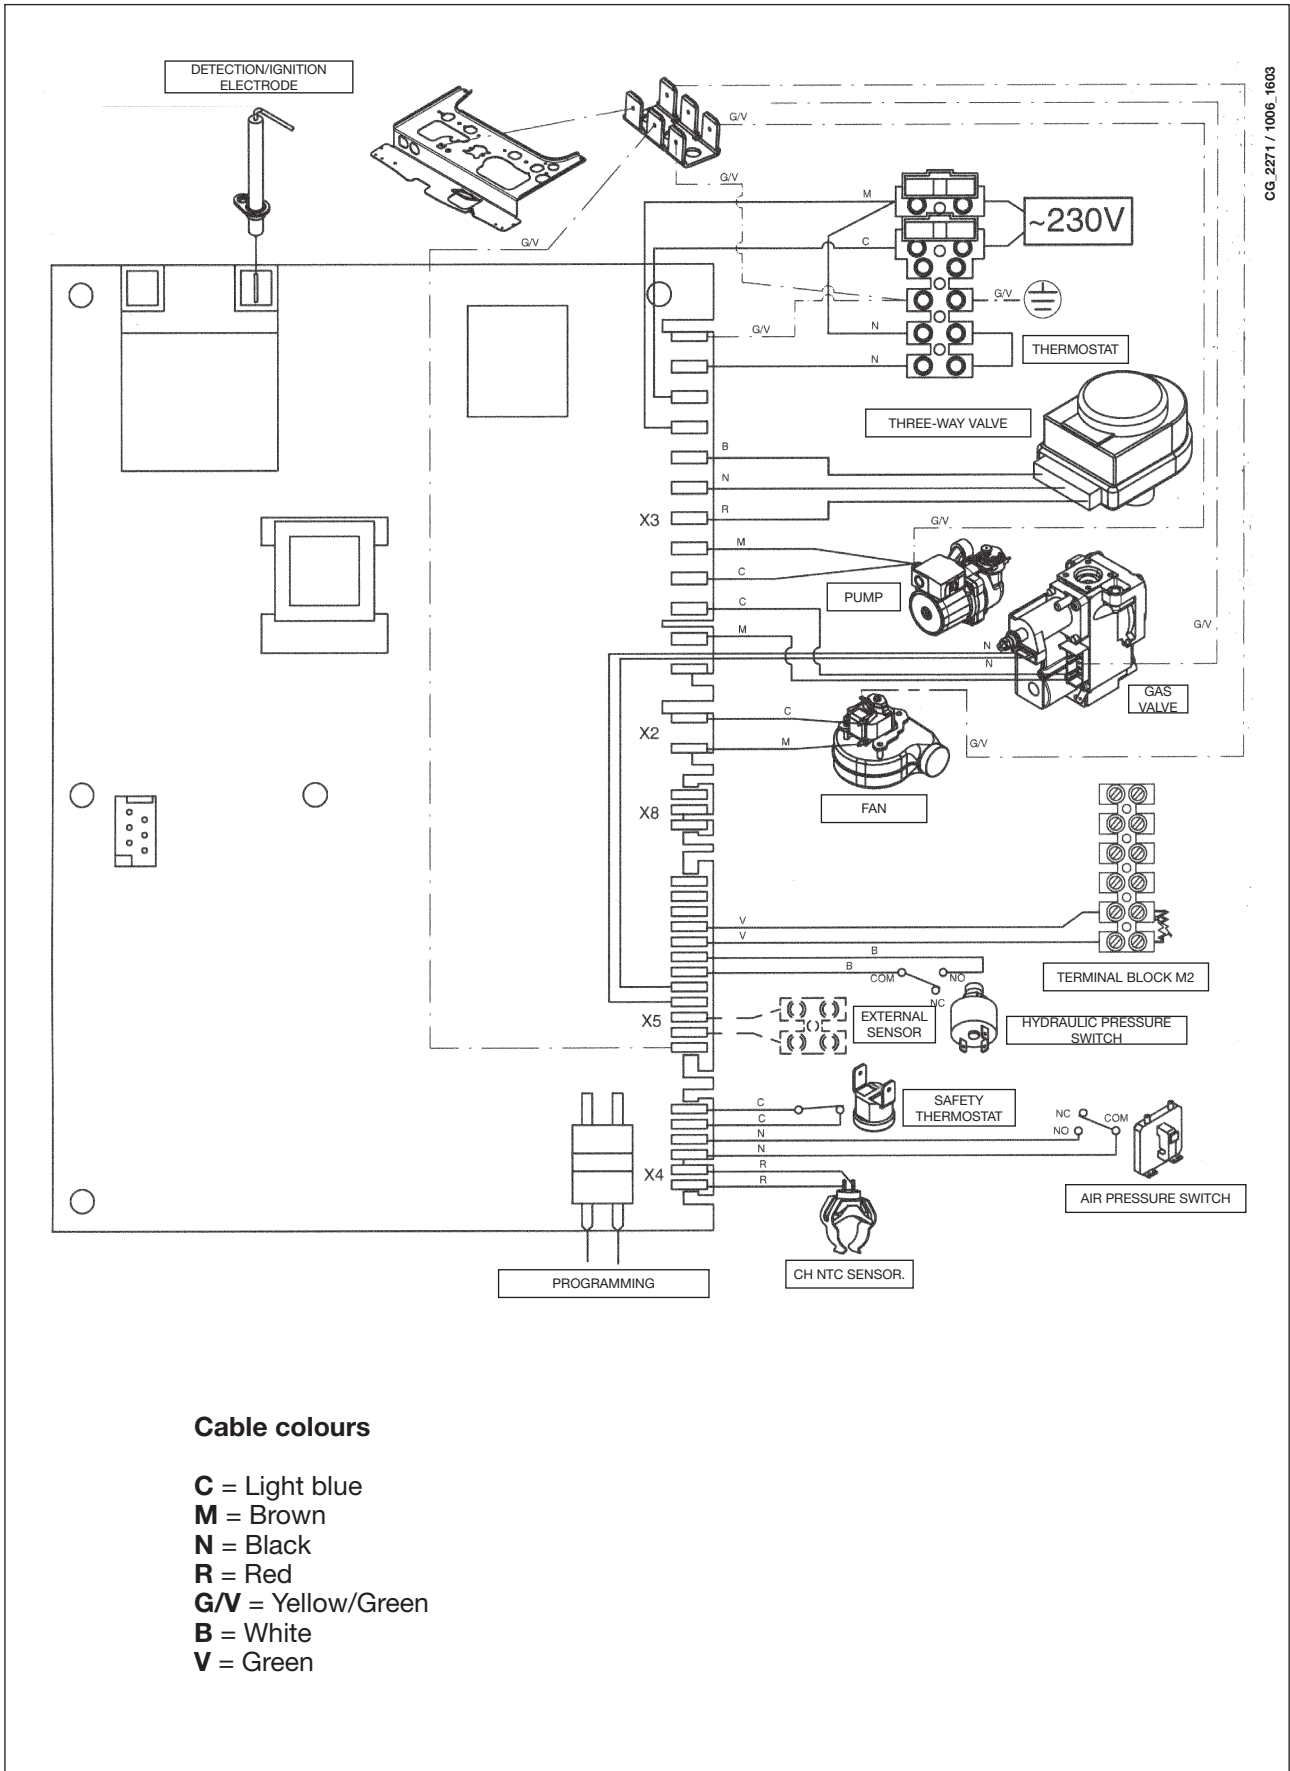 DETECTION/IGNITION
ELECTRODE
CG_2271 / 1006_1603
G/V
G/V
M
~230V
G/V
C
G/V
G/V
N
THERMOSTAT
N
THREE-WAY VALVE
B
N
R
X3
G/V
M
C
PUMP
C
M
G/V
N
N
GAS
VALVE
C
X2
M
G/V
FAN
X8
V
V
B
B
COM
NO
NC
TERMINAL BLOCK M2
X5
EXTERNAL
SENSOR
HYDRAULIC PRESSURE
SWITCH
C
C
SAFETY
THERMOSTAT
NC
COM
NO
N
N
R
X4
R
AIR PRESSURE SWITCH
CH NTC SENSOR.
PROGRAMMING
Cable colours
C = Light blue
M = Brown
N = Black
R = Red
G/V = Yellow/Green
B = White
V = Green